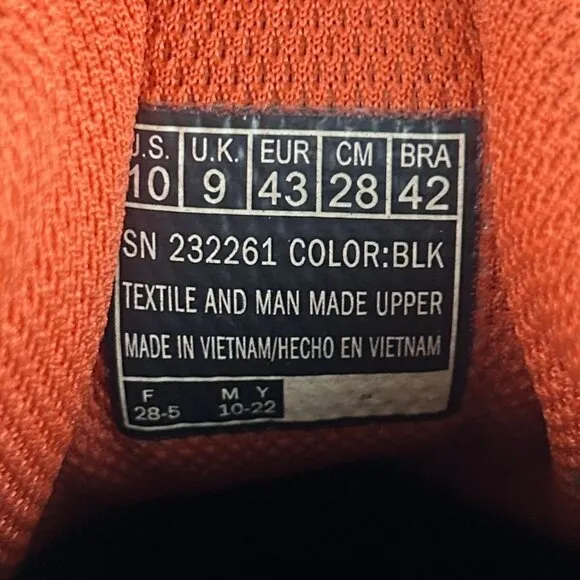 U.S. U.K. EUR CM BRA
10 9 43 28 42
SN 232261 COLOR:BLK
TEXTILE AND MAN MADE UPPER
MADE IN VIETNAM/HECHO EN VIETNAM
F M Y
28-5 10-22